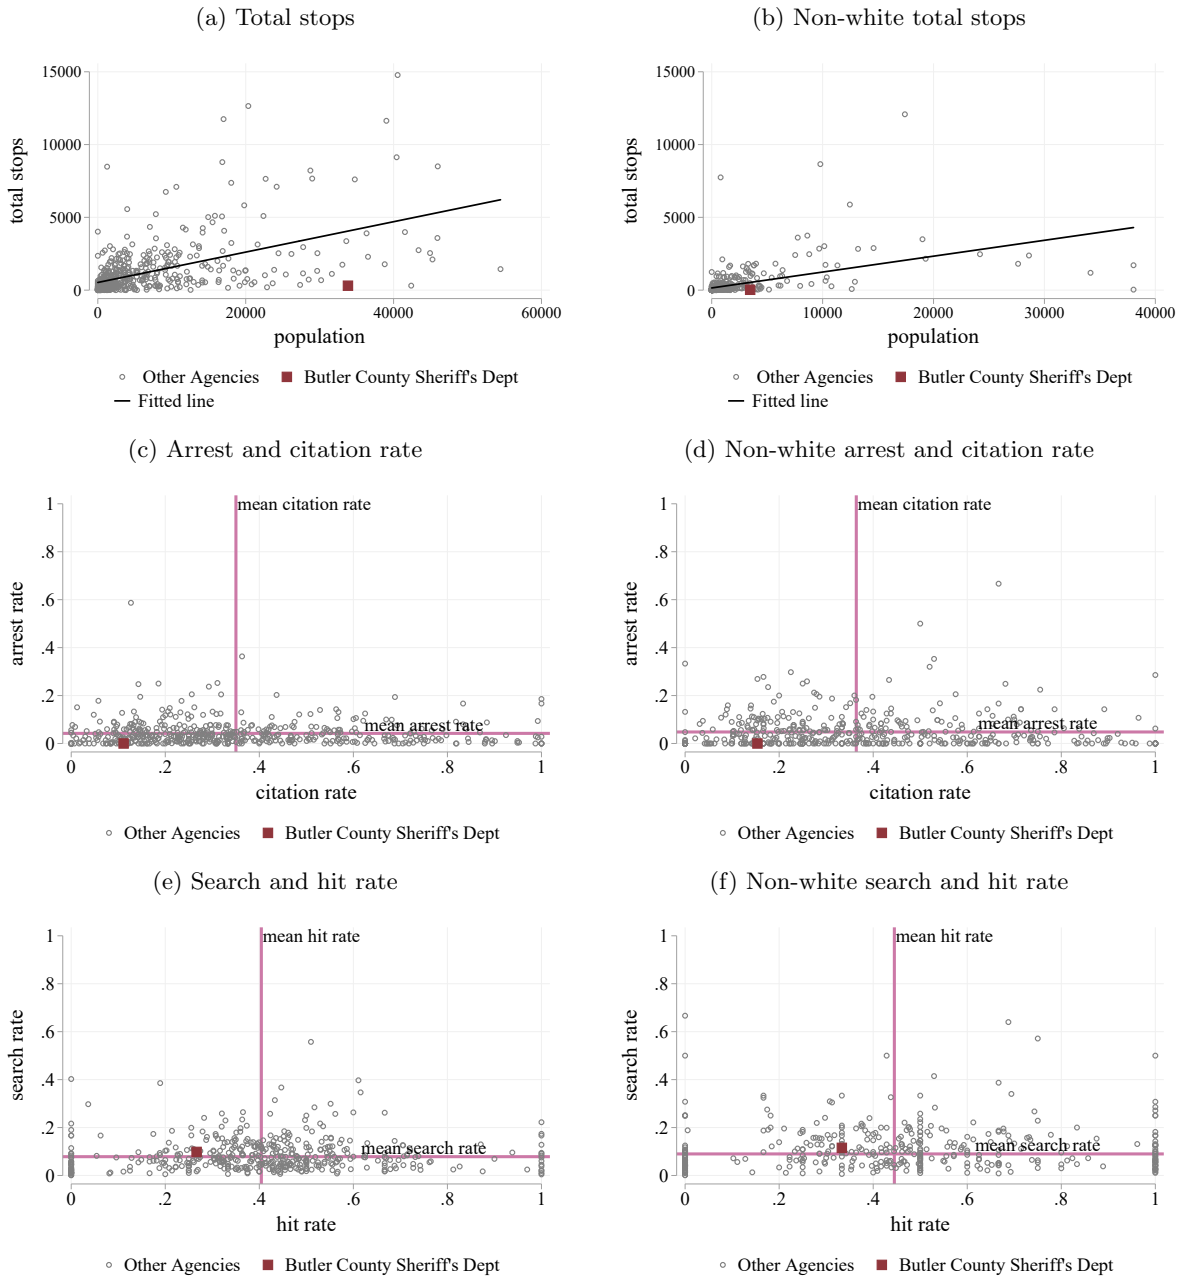 (a) Total stops
(b) Non-white total stops
total stops
15000
10000
5000
0
0 20000 40000 60000
population
Other Agencies Butler County Sheriff's Dept
Fitted line
total stops
15000
10000
5000
0
0 10000 20000 30000 40000
population
Other Agencies Butler County Sheriff's Dept
Fitted line
(c) Arrest and citation rate
(d) Non-white arrest and citation rate
arrest rate
1
.8
.6
.4
.2
0
mean citation rate
mean arrest rate
0 .2 .4 .6 .8 1
citation rate
Other Agencies Butler County Sheriff's Dept
arrest rate
1
.8
.6
.4
.2
0
mean citation rate
mean arrest rate
0 .2 .4 .6 .8 1
citation rate
Other Agencies Butler County Sheriff's Dept
(e) Search and hit rate
(f) Non-white search and hit rate
search rate
1
.8
.6
.4
.2
0
mean hit rate
mean search rate
0 .2 .4 .6 .8 1
hit rate
Other Agencies Butler County Sheriff's Dept
search rate
1
.8
.6
.4
.2
0
mean hit rate
mean search rate
0 .2 .4 .6 .8 1
hit rate
Other Agencies Butler County Sheriff's Dept